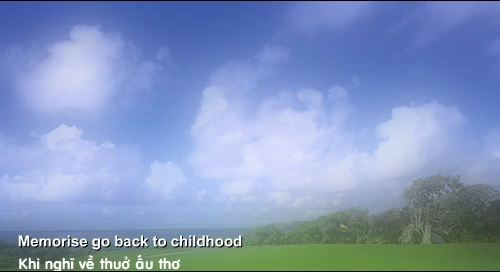 Memorise go back to childhood
Khi nghĩ về thuở ấu thơ